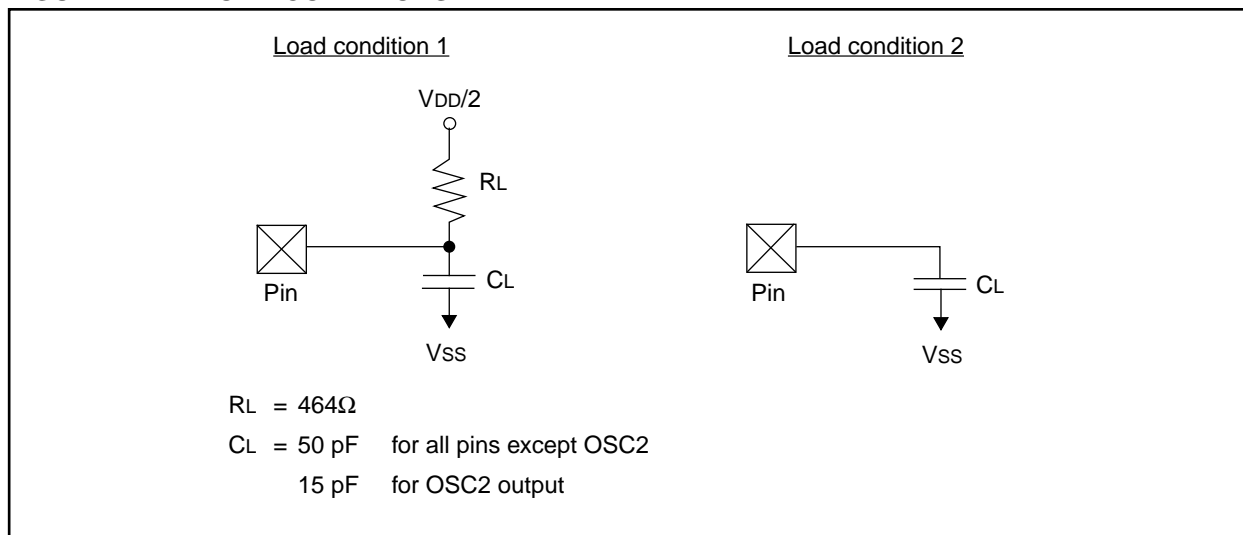 Load condition 1
Load condition 2
VDD/2
RL
CL
Pin
VSS
CL
Pin
VSS
RL = 464Ω
CL = 50 pF for all pins except OSC2
15 pF for OSC2 output